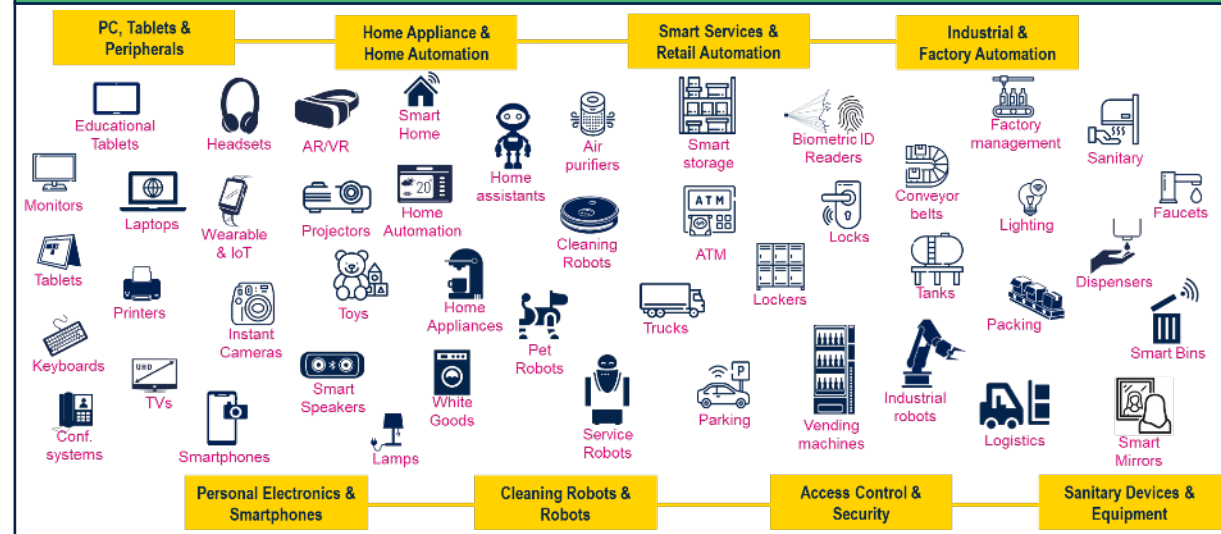 PC, Tablets &
Peripherals
Home Appliance &
Home Automation
Smart Services &
Retail Automation
Industrial &
Factory Automation
Educational
Tablets
Headsets
AR/VR
Smart
Home
Home
assistants
Air
purifiers
Smart
storage
Biometric ID
Readers
Factory
management
Sanitary
Monitors
Laptops
Wearable
& IoT
Projectors
20°
Home
Automation
Cleaning
Robots
ATM
ATM
Locks
Conveyor
belts
Lighting
Faucets
Tablets
Printers
Instant
Cameras
Toys
Home
Appliances
Pet
Robots
Trucks
Lockers
Tanks
Packing
Dispensers
Keyboards
UHD
TVs
Smart
Speakers
White
Goods
Service
Robots
P
Parking
Vending
machines
Industrial
robots
Logistics
Smart Bins
Conf.
systems
Smartphones
Lamps
Smart
Mirrors
Personal Electronics &
Smartphones
Cleaning Robots &
Robots
Access Control &
Security
Sanitary Devices &
Equipment